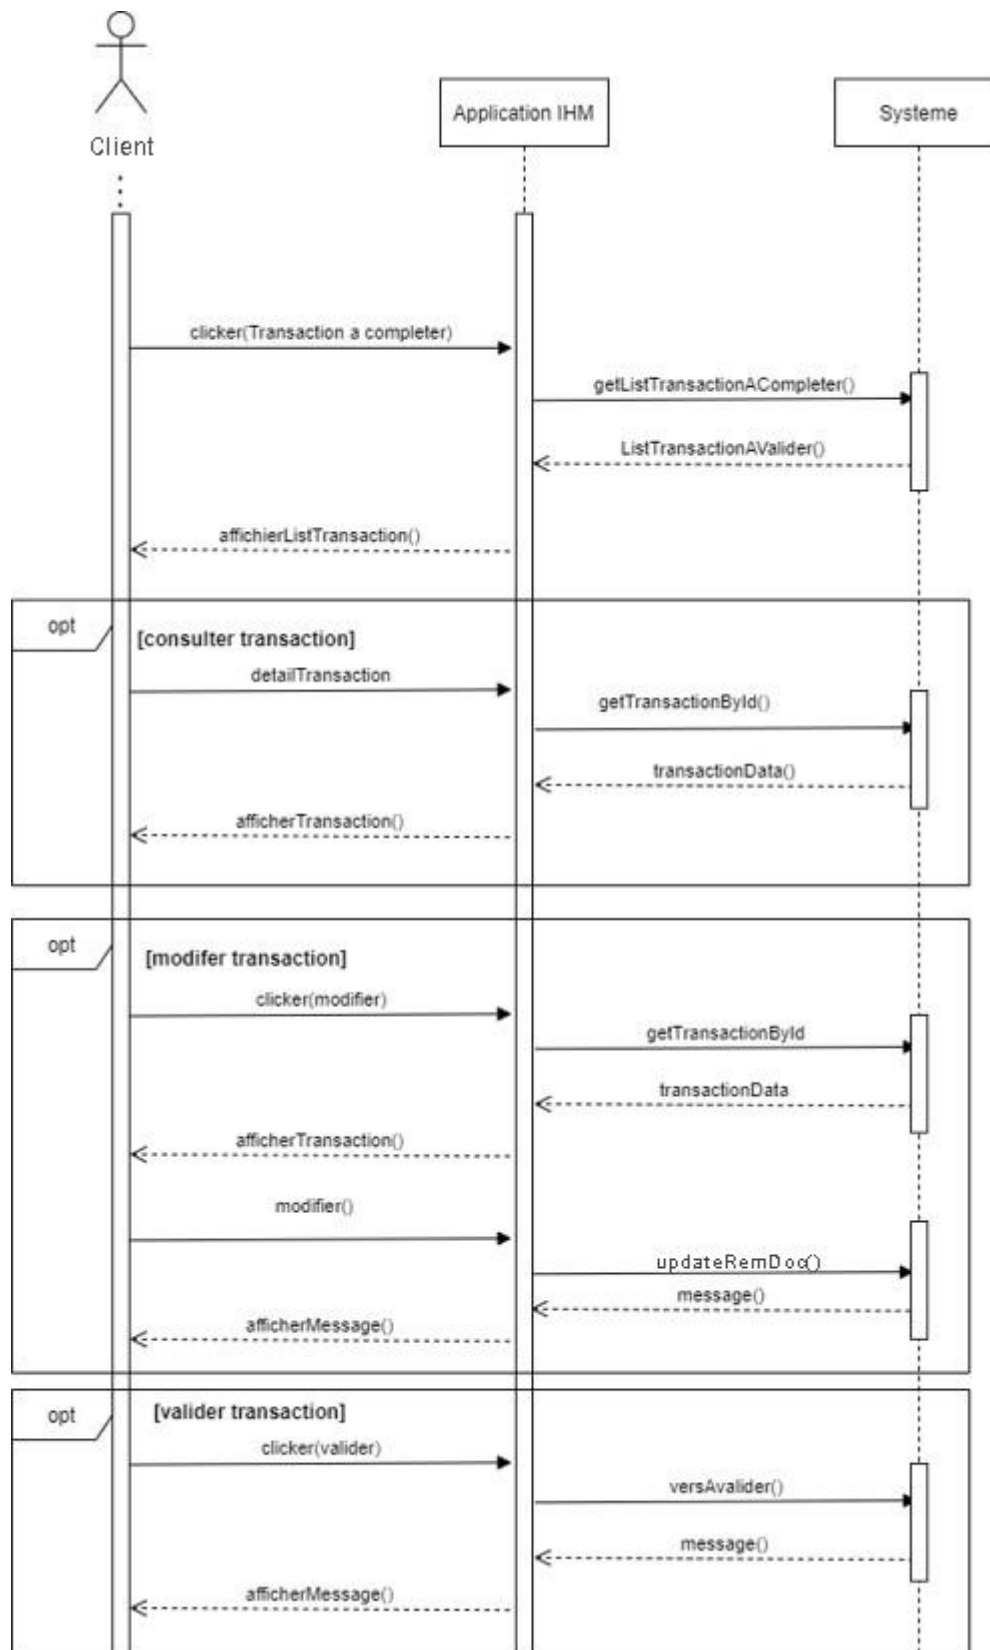 Client
Application IHM
Systeme
clicker(Transaction a completer)
getListTransactionACompleter()
ListTransactionAValider()
affichierListTransaction()
opt
[consulter transaction]
detailTransaction
getTransactionById()
transactionData()
afficherTransaction()
opt
[modifer transaction]
clicker(modifier)
getTransactionById
transactionData
afficherTransaction()
modifier()
updateRemDoc()
message()
afficherMessage()
opt
[valider transaction]
clicker(valider)
versAvalider()
message()
afficherMessage()